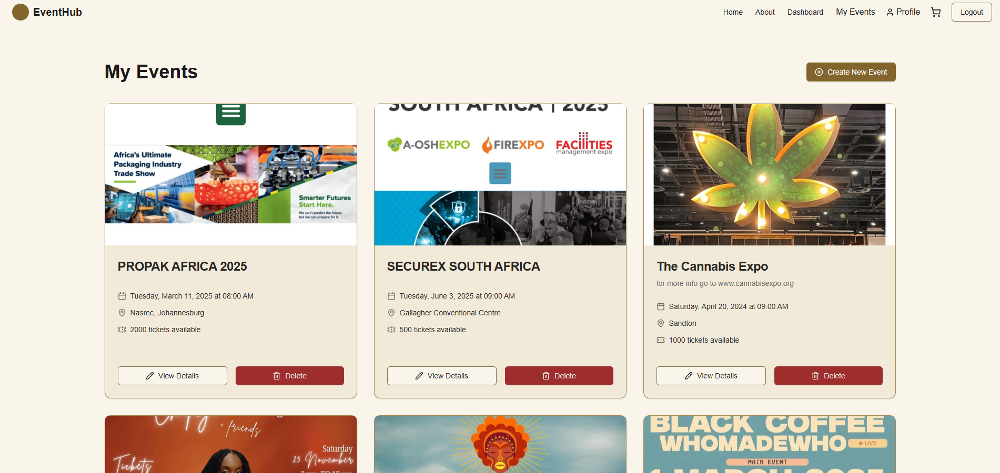 EventHub
Home About Dashboard My Events Profile Logout
My Events
Create New Event
Africa's Ultimate
Packaging Industry
Trade Show
Smarter Futures
Start Here.
We can't predict the future,
but we can prepare for it.
PROPAK AFRICA 2025
Tuesday, March 11, 2025 at 08:00 AM
Nasrec, Johannesburg
2000 tickets available
View Details Delete
SOUTH AFRICA | 2025
A-OSHEXPO FIREXPO FACILITIES
management expo
SECUREX SOUTH AFRICA
Tuesday, June 3, 2025 at 09:00 AM
Gallagher Conventional Centre
500 tickets available
View Details Delete
The Cannabis Expo
for more info go to www.cannabisexpo.org
Saturday, April 20, 2024 at 09:00 AM
Sandton
1000 tickets available
View Details Delete
+ friends
Saturday
23 November
Tickets
BLACK COFFEE
WHOMADEWHO
LIVE
MAIN EVENT
1 MARCH 2025